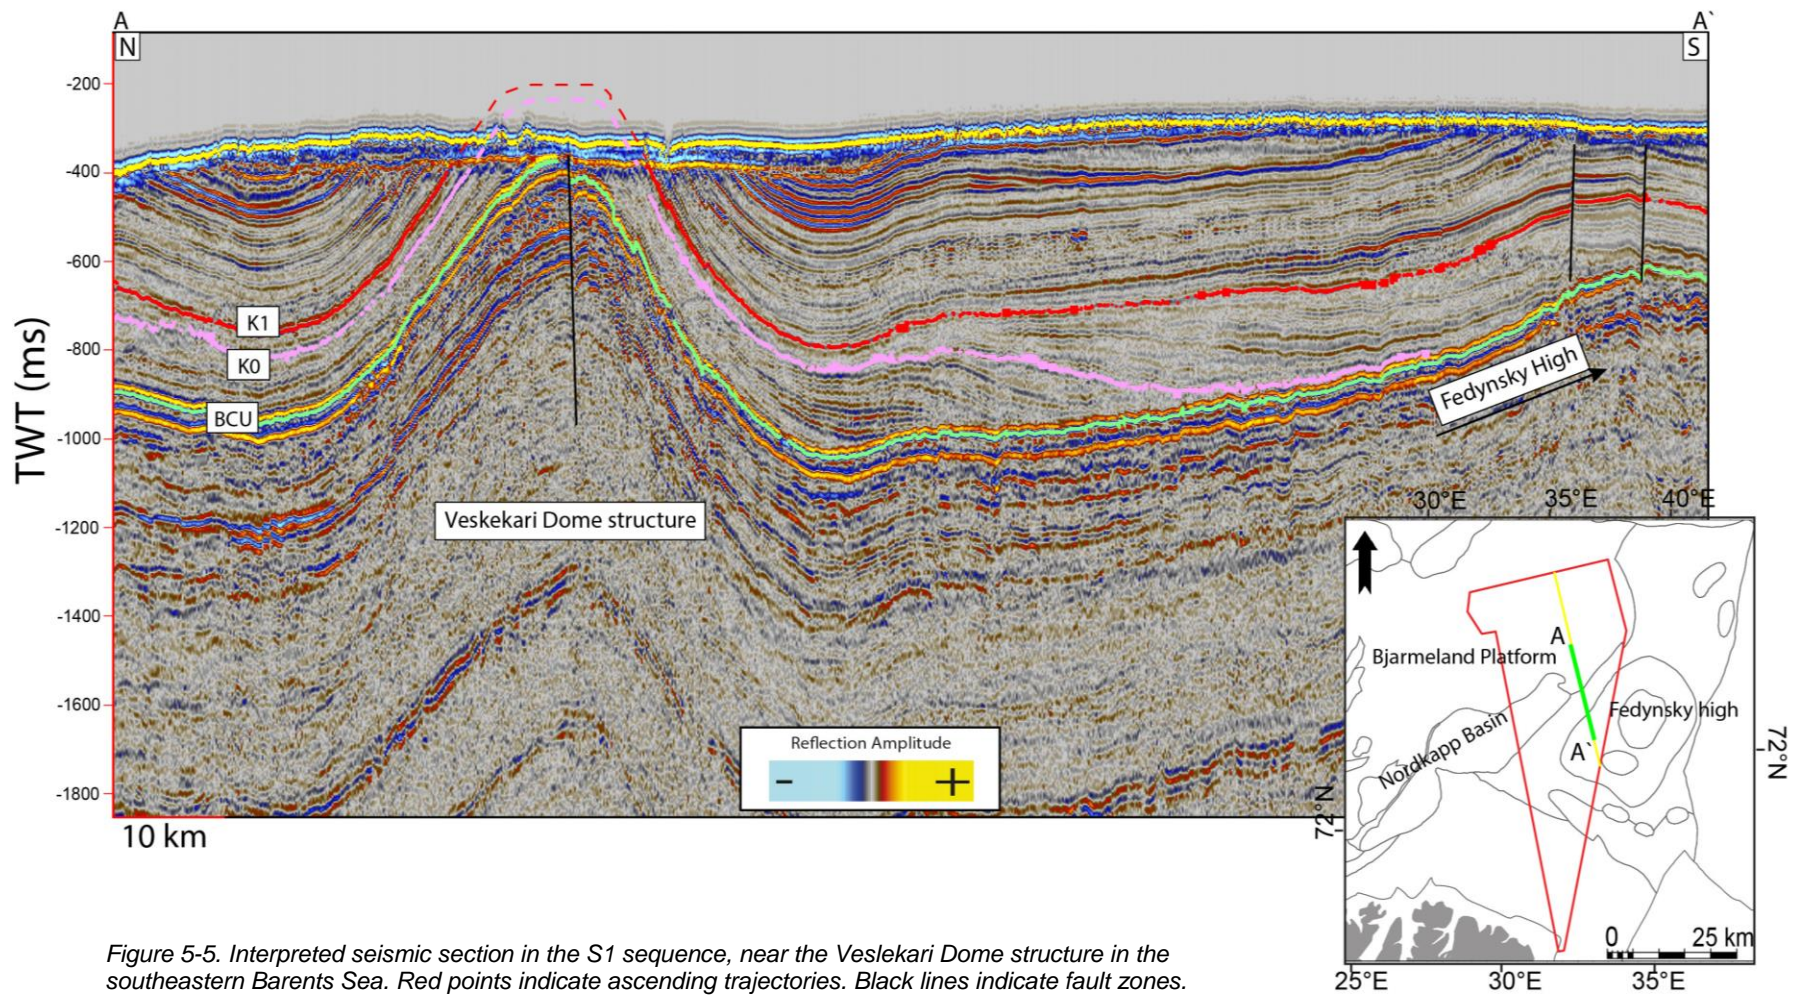 A
A`
N
S
-200
-400
-600
-800
-1000
-1200
-1400
-1600
-1800
TWT (ms)
K1
K0
BCU
Fedynsky High
Veskekari Dome structure
Reflection Amplitude
- +
10 km
30°E 35°E 40°E
A
Bjarmeland Platform
Fedynsky high
Nordkapp Basin
A`
72°N
72°N
0 25 km
25°E 30°E 35°E
Figure 5-5. Interpreted seismic section in the S1 sequence, near the Veslekari Dome structure in the
southeastern Barents Sea. Red points indicate ascending trajectories. Black lines indicate fault zones.